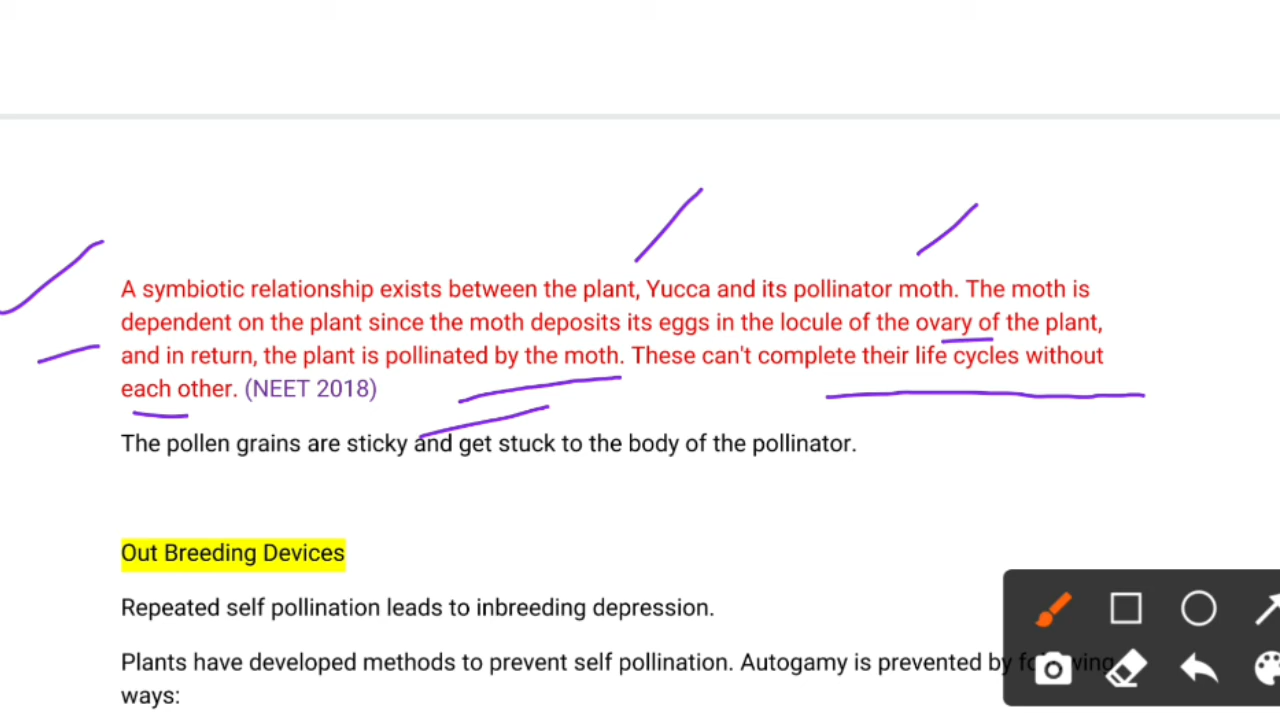 A symbiotic relationship exists between the plant, Yucca and its pollinator moth. The moth is
dependent on the plant since the moth deposits its eggs in the locule of the ovary of the plant,
and in return, the plant is pollinated by the moth. These can't complete their life cycles without
each other. (NEET 2018)
The pollen grains are sticky and get stuck to the body of the pollinator.
Out Breeding Devices
Repeated self pollination leads to inbreeding depression.
Plants have developed methods to prevent self pollination. Autogamy is prevented by
ways: